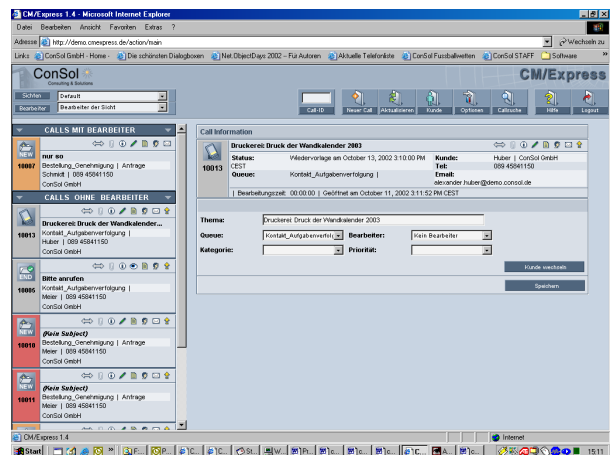 CM/Express 1.4 - Microsoft Internet Explorer
Datei Bearbeiten Ansicht Favoriten Extras ?
Adresse http://demo.cmexpress.de/action/main Wechseln zu
Links ConSol GmbH - Home - Die schönsten Dialogboxen Net.ObjectDays 2002 – Für Autoren Aktuelle Telefonliste ConSol Fussballwetten ConSol STAFF Software »
ConSol CM/Express
Consulting & Solutions
Sichten Default
Bearbeiter Bearbeiter der Sicht
Call-ID Neuer Call Aktualisieren Kunde Optionen Callsuche Hilfe Logout
CALLS MIT BEARBEITER
NEW
10007
nur so
Bestellung_Genehmigung | Anfrage
Schmitt | 089 45841150
ConSol GmbH
CALLS OHNE BEARBEITER
10013
Druckerei: Druck der Wandkalender...
Kontakt_Aufgabenverfolgung |
Huber | 089 45841150
ConSol GmbH
END
10005
Bitte anrufen
Kontakt_Aufgabenverfolgung |
Meier | 089 45841150
ConSol GmbH
NEW
10010
(Kein Subject)
Bestellung_Genehmigung | Anfrage
Meier | 089 45841150
ConSol GmbH
NEW
10011
(Kein Subject)
Bestellung_Genehmigung | Anfrage
Meier | 089 45841150
ConSol GmbH
Call Information
10013
Druckerei: Druck der Wandkalender 2003
Status: Wiedervorlage am October 13, 2002 3:10:00 PM CEST
Queue: Kontakt_Aufgabenverfolgung |
Kunde: Huber | ConSol GmbH
Tel: 089 45841150
Email: alexander.huber@demo.consol.de
| Bearbeitungszeit: 00:00:00 | Geöffnet am October 11, 2002 3:11:52 PM CEST
Thema: Druckerei: Druck der Wandkalender 2003
Queue: Kontakt_Aufgabenverfolgu Bearbeiter: Kein Bearbeiter
Kategorie: Priorität:
Kunde wechseln
Speichern
CM/Express 1.4 Internet
Start 15:11